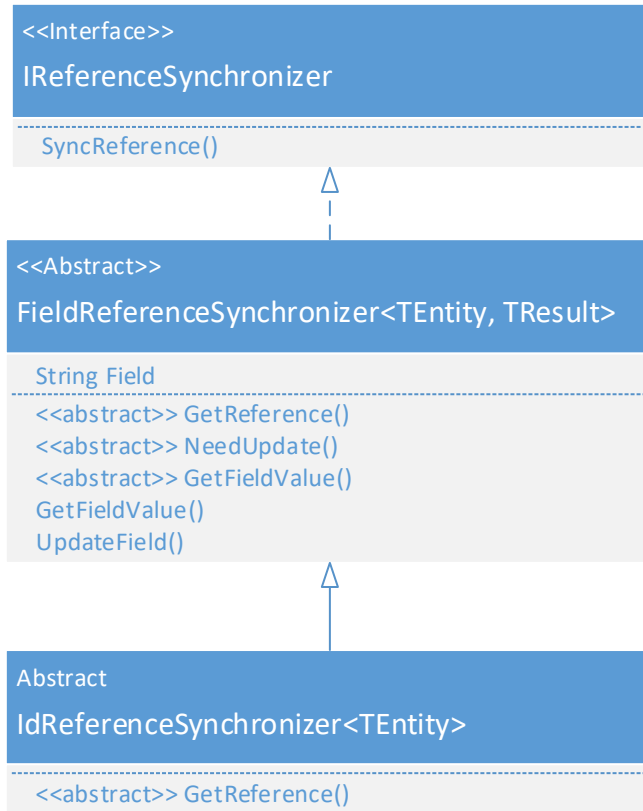 <<Interface>>
IReferenceSynchronizer
SyncReference()
<<Abstract>>
FieldReferenceSynchronizer<TEntity, TResult>
String Field
<<abstract>> GetReference()
<<abstract>> NeedUpdate()
<<abstract>> GetFieldValue()
GetFieldValue()
UpdateField()
Abstract
IdReferenceSynchronizer<TEntity>
<<abstract>> GetReference()